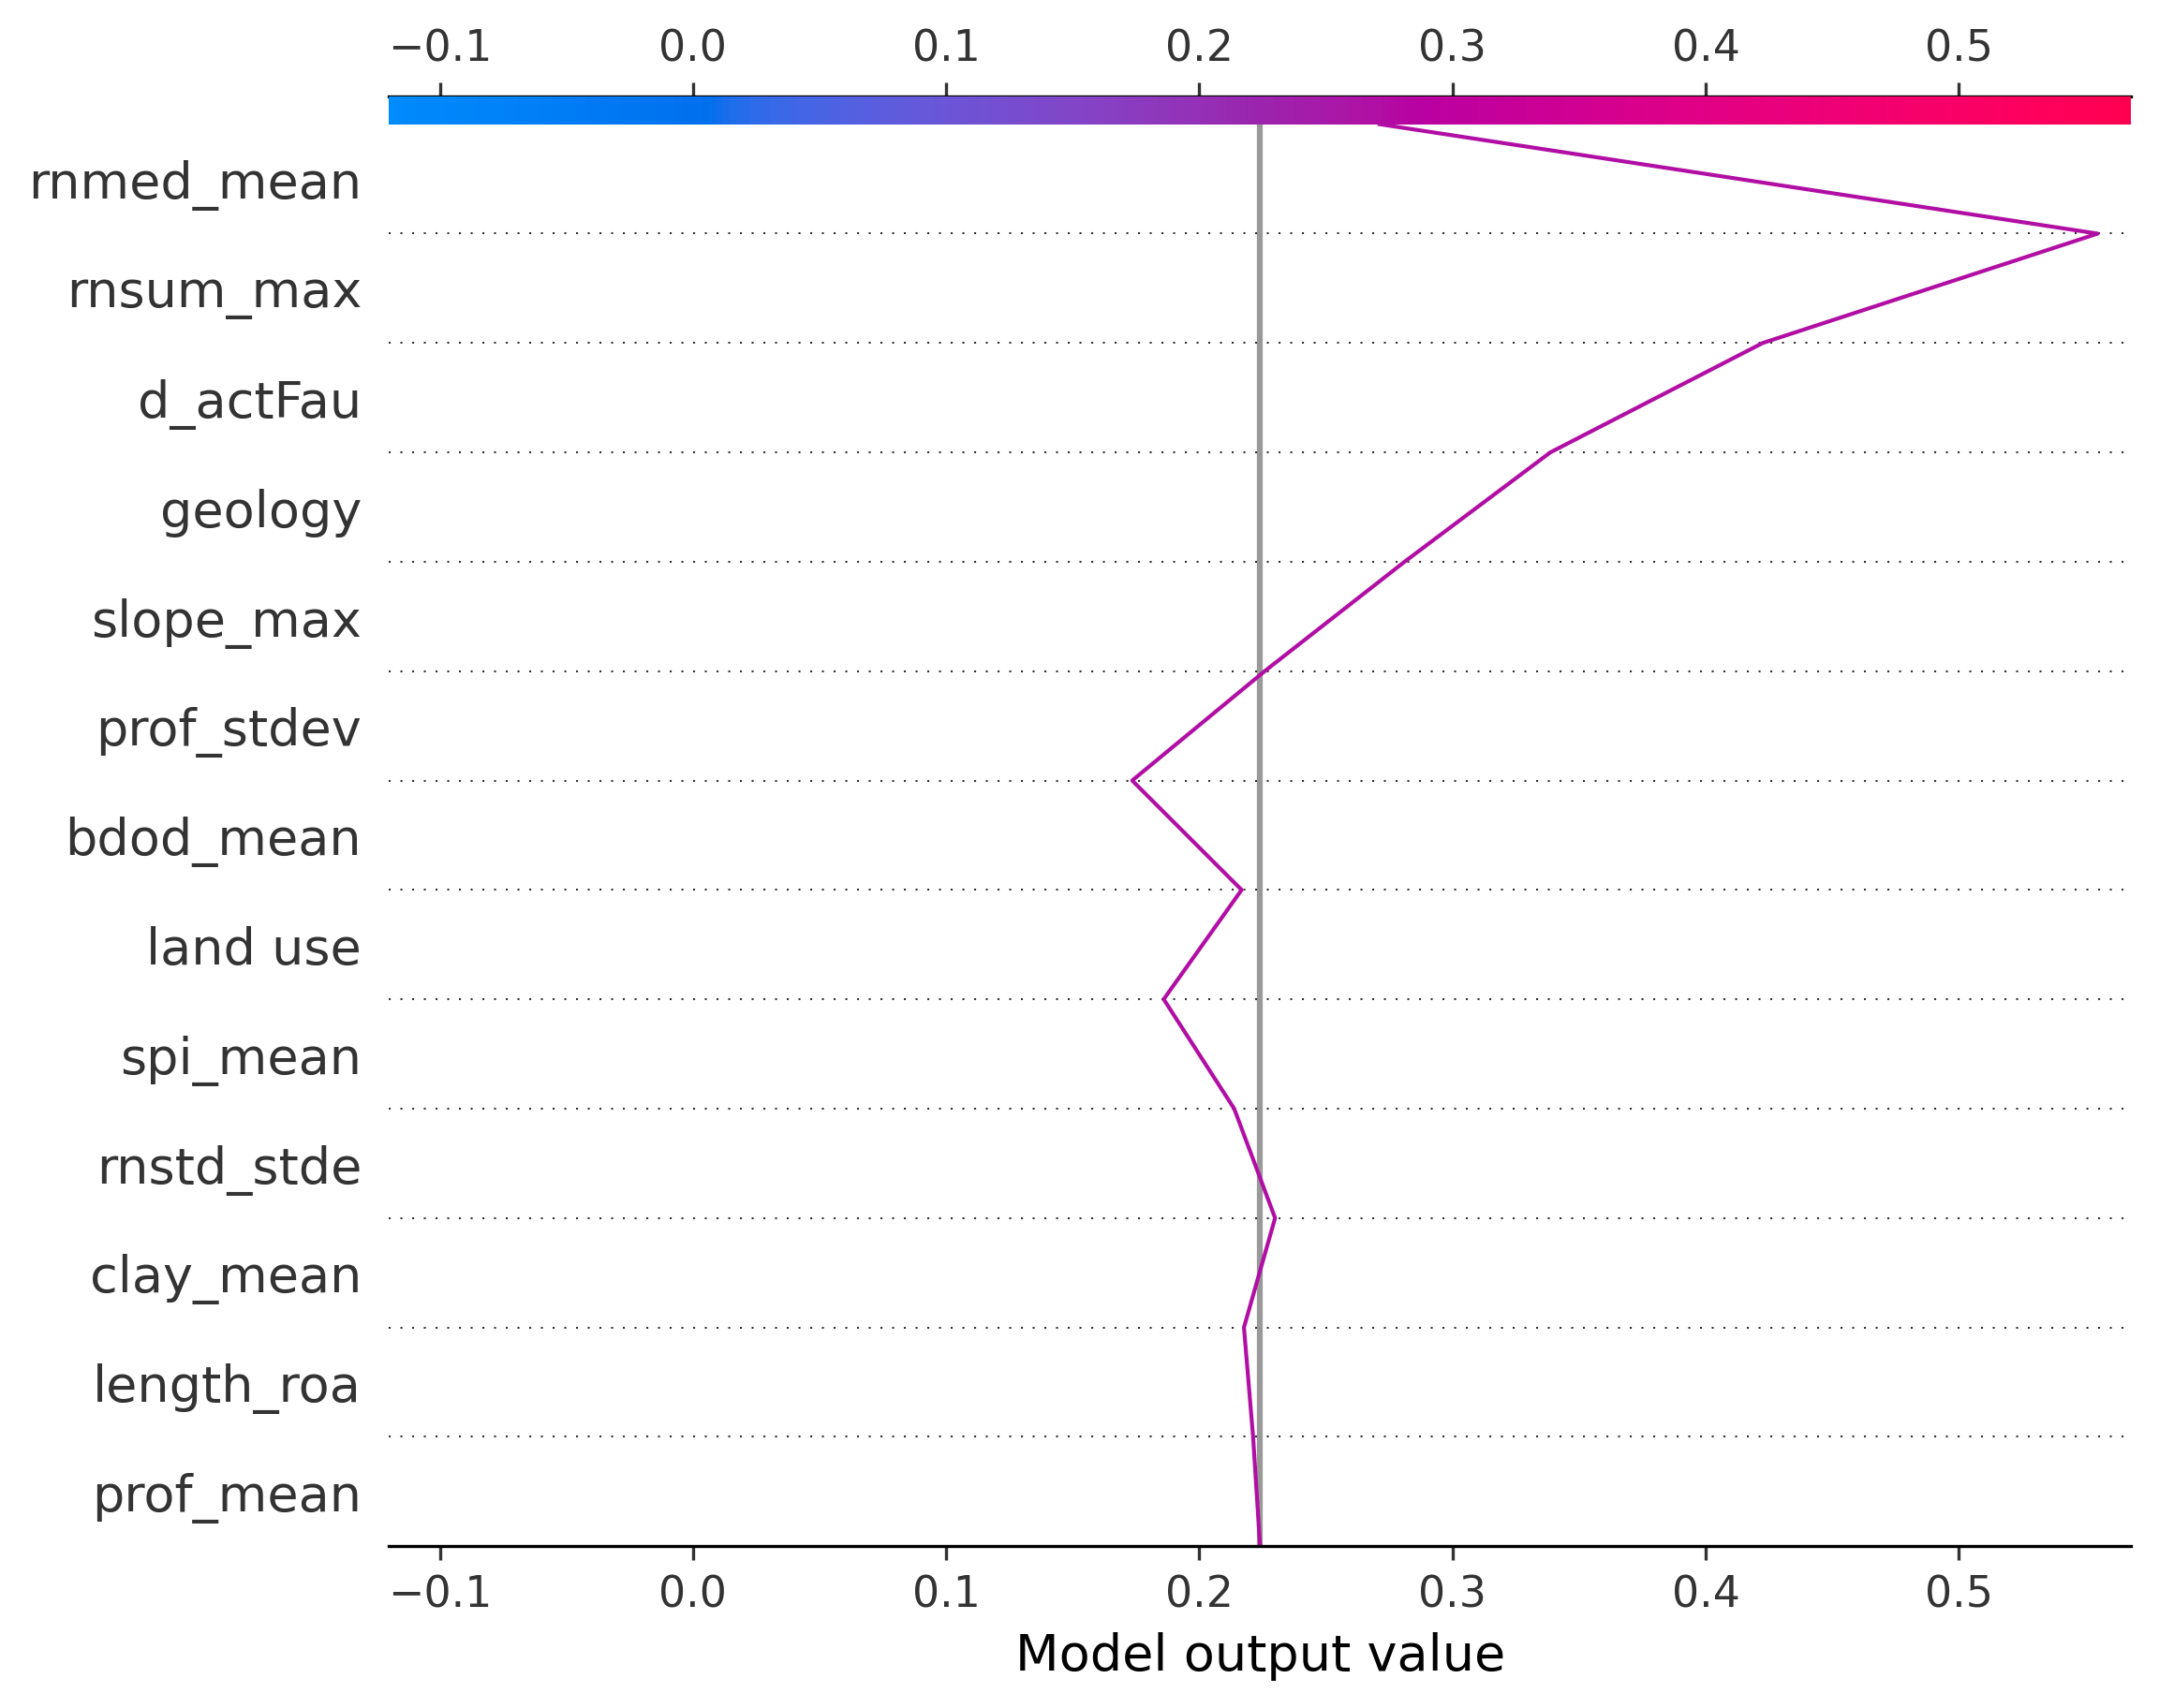 −0.1 0.0 0.1 0.2 0.3 0.4 0.5
rnmed_mean
rnsum_max
d_actFau
geology
slope_max
prof_stdev
bdod_mean
land use
spi_mean
rnstd_stde
clay_mean
length_roa
prof_mean
−0.1 0.0 0.1 0.2 0.3 0.4 0.5
Model output value